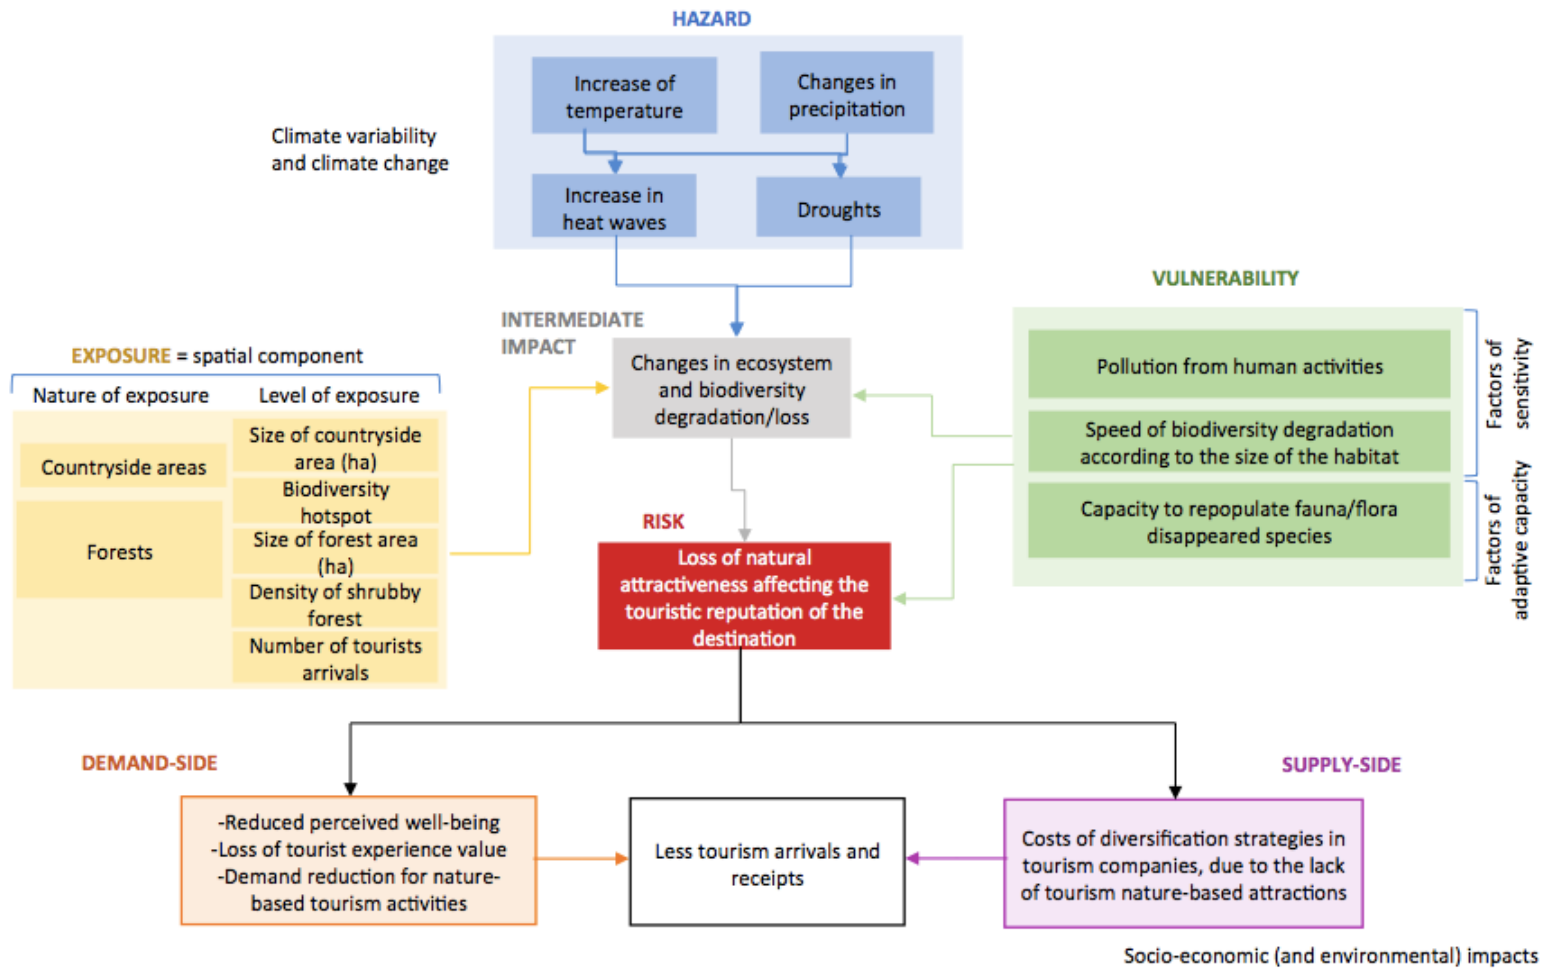 HAZARD
Increase of
temperature
Changes in
precipitation
Climate variability
and climate change
Increase in
heat waves
Droughts
VULNERABILITY
INTERMEDIATE
IMPACT
Changes in ecosystem
and biodiversity
degradation/loss
Pollution from human activities
Speed of biodiversity degradation
according to the size of the habitat
Capacity to repopulate fauna/flora
disappeared species
Factors of
sensitivity
Factors of
adaptive capacity
EXPOSURE = spatial component
Nature of exposure
Level of exposure
Countryside areas
Forests
Size of countryside
area (ha)
Biodiversity
hotspot
Size of forest area
(ha)
Density of shrubby
forest
Number of tourists
arrivals
RISK
Loss of natural
attractiveness affecting the
touristic reputation of the
destination
DEMAND-SIDE
SUPPLY-SIDE
-Reduced perceived well-being
-Loss of tourist experience value
-Demand reduction for nature-
based tourism activities
Less tourism arrivals and
receipts
Costs of diversification strategies in
tourism companies, due to the lack
of tourism nature-based attractions
Socio-economic (and environmental) impacts